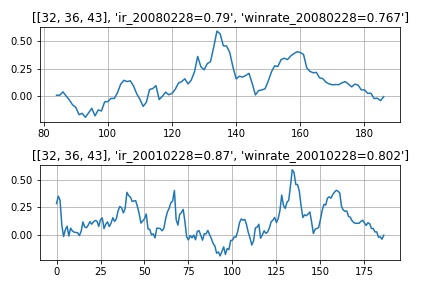 [[32, 36, 43], 'ir_20080228=0.79', 'winrate_20080228=0.767']
0.50
0.25
0.00
80 100 120 140 160 180
[[32, 36, 43], 'ir_20010228=0.87', 'winrate_20010228=0.802']
0.50
0.25
0.00
0 25 50 75 100 125 150 175